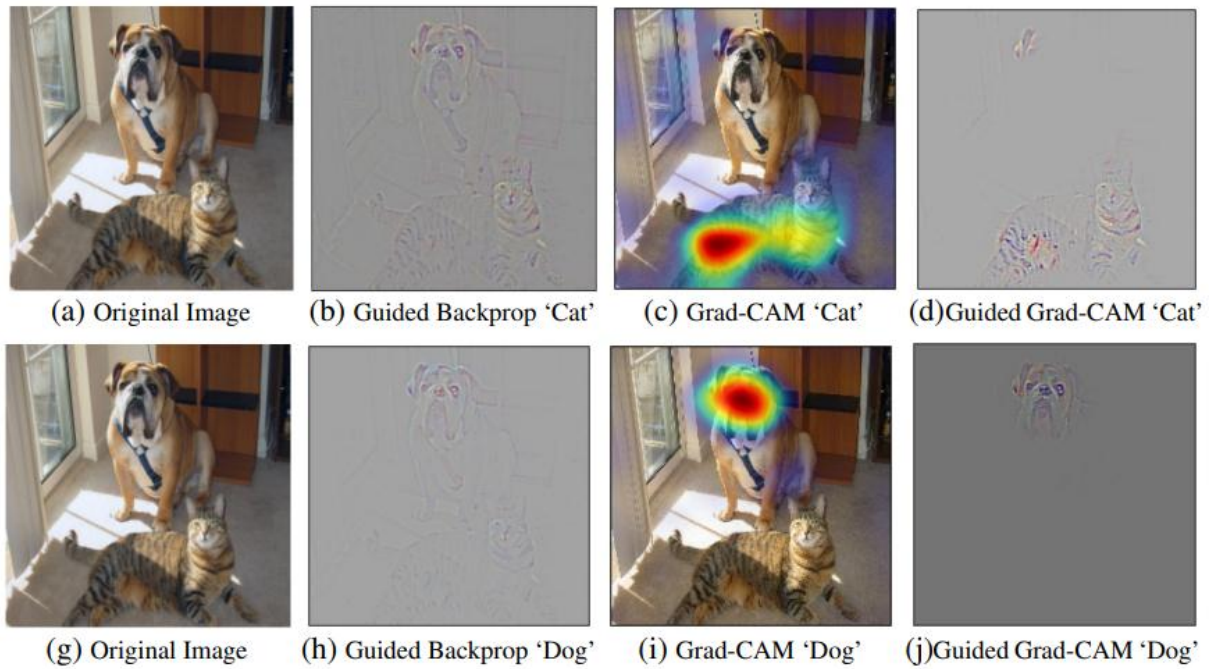 (a) Original Image
(b) Guided Backprop ‘Cat’
(c) Grad-CAM ‘Cat’
(d)Guided Grad-CAM ‘Cat’
(g) Original Image
(h) Guided Backprop ‘Dog’
(i) Grad-CAM ‘Dog’
(j)Guided Grad-CAM ‘Dog’